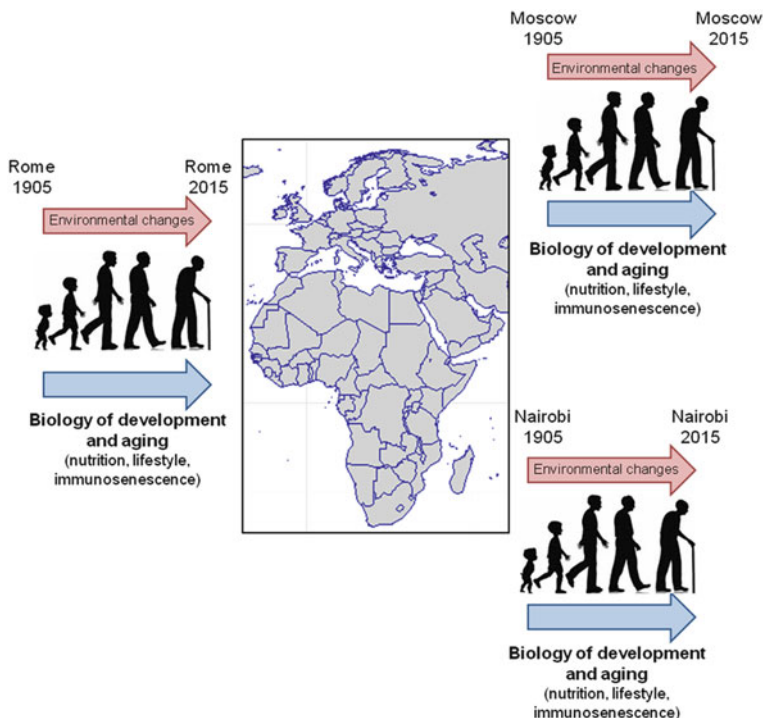 Moscow
1905
Moscow
2015
Environmental changes
Biology of development
and aging
(nutrition, lifestyle,
immunosenescence)
Rome
1905
Rome
2015
Environmental changes
Biology of development
and aging
(nutrition, lifestyle,
immunosenescence)
Nairobi
1905
Nairobi
2015
Environmental changes
Biology of development
and aging
(nutrition, lifestyle,
immunosenescence)